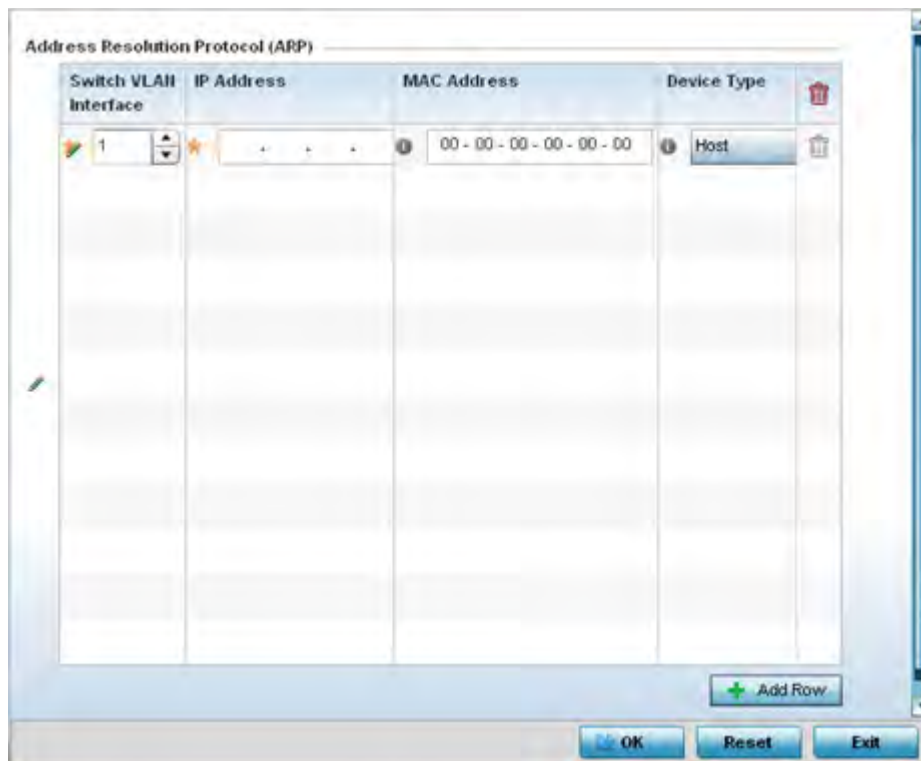 Address Resolution Protocol (ARP)
Switch VLAN Interface IP Address MAC Address Device Type
1 . . . 00 - 00 - 00 - 00 - 00 - 00 Host
Add Row
OK Reset Exit